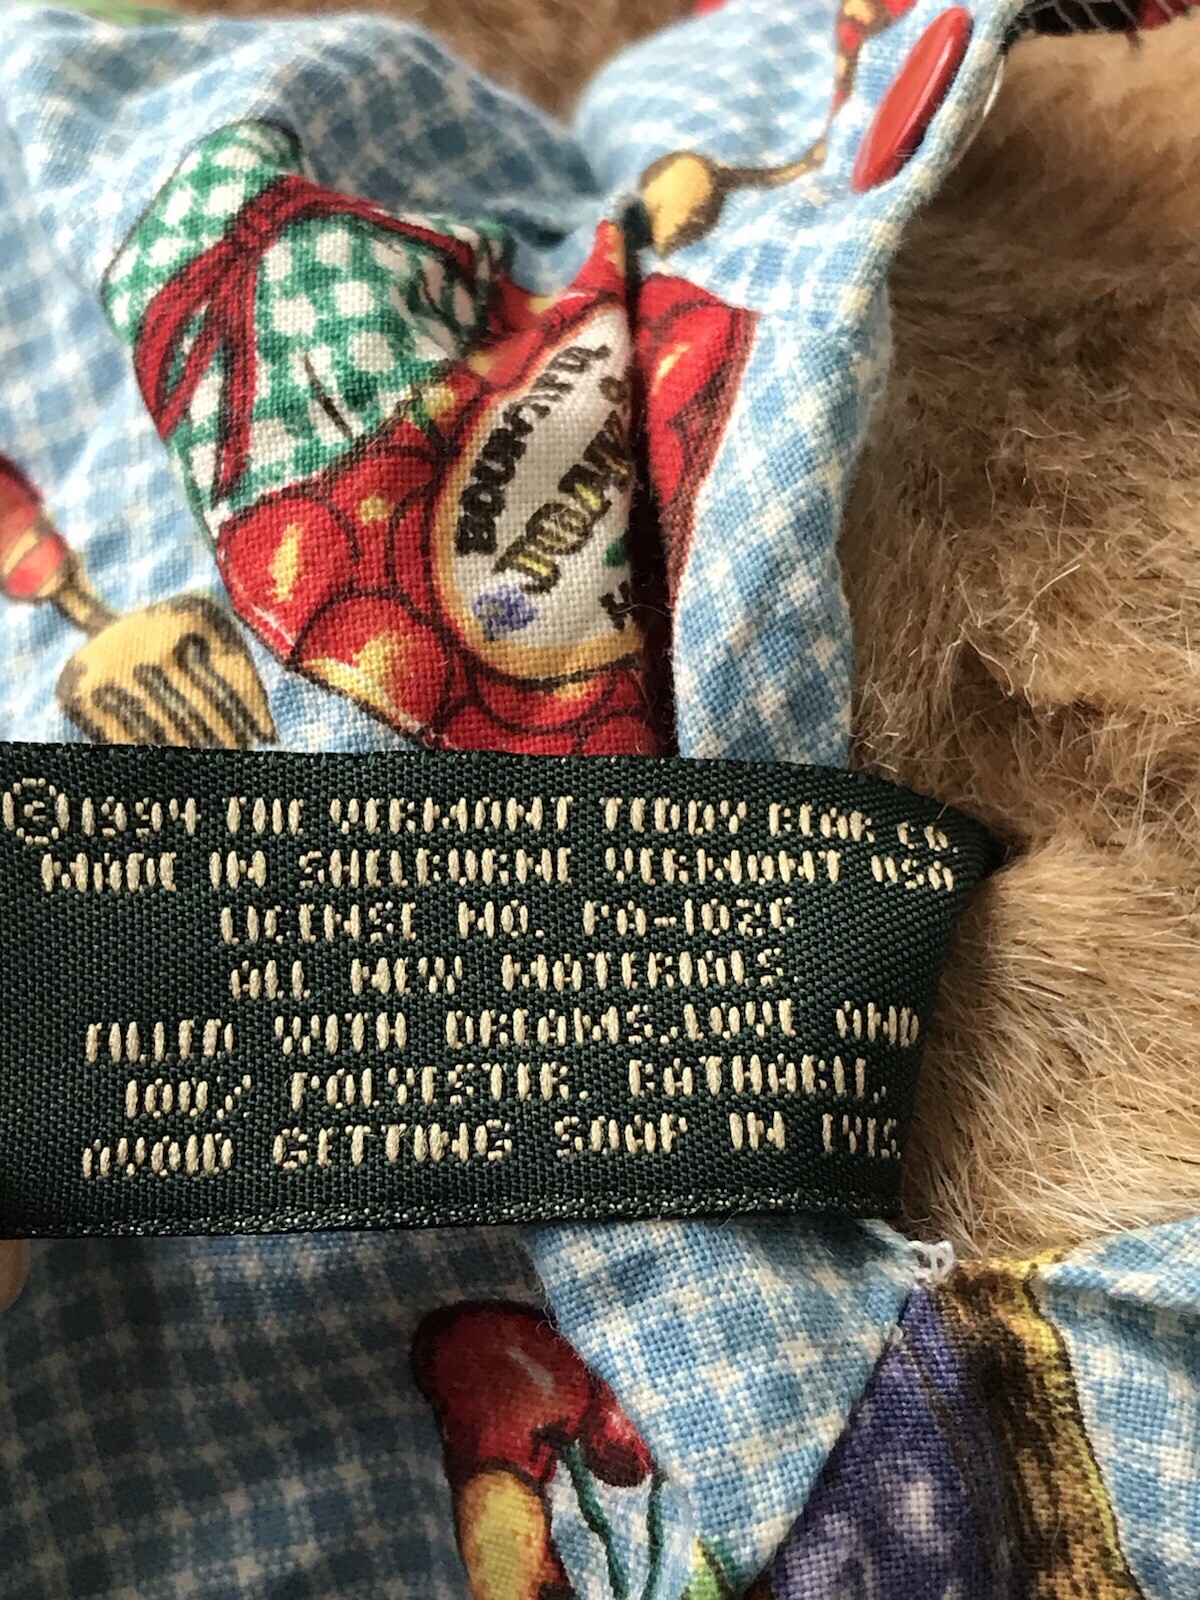 BOUNTIFUL
©1994 THE VERMONT TEDDY BEAR CO
MADE IN SHELBURNE VERMONT USA
LICENSE NO. PA-1026
ALL NEW MATERIALS
FILLED WITH DREAMS, LOVE AND
100% POLYESTER. BATHABLE,
AVOID GETTING SOAP IN EYES